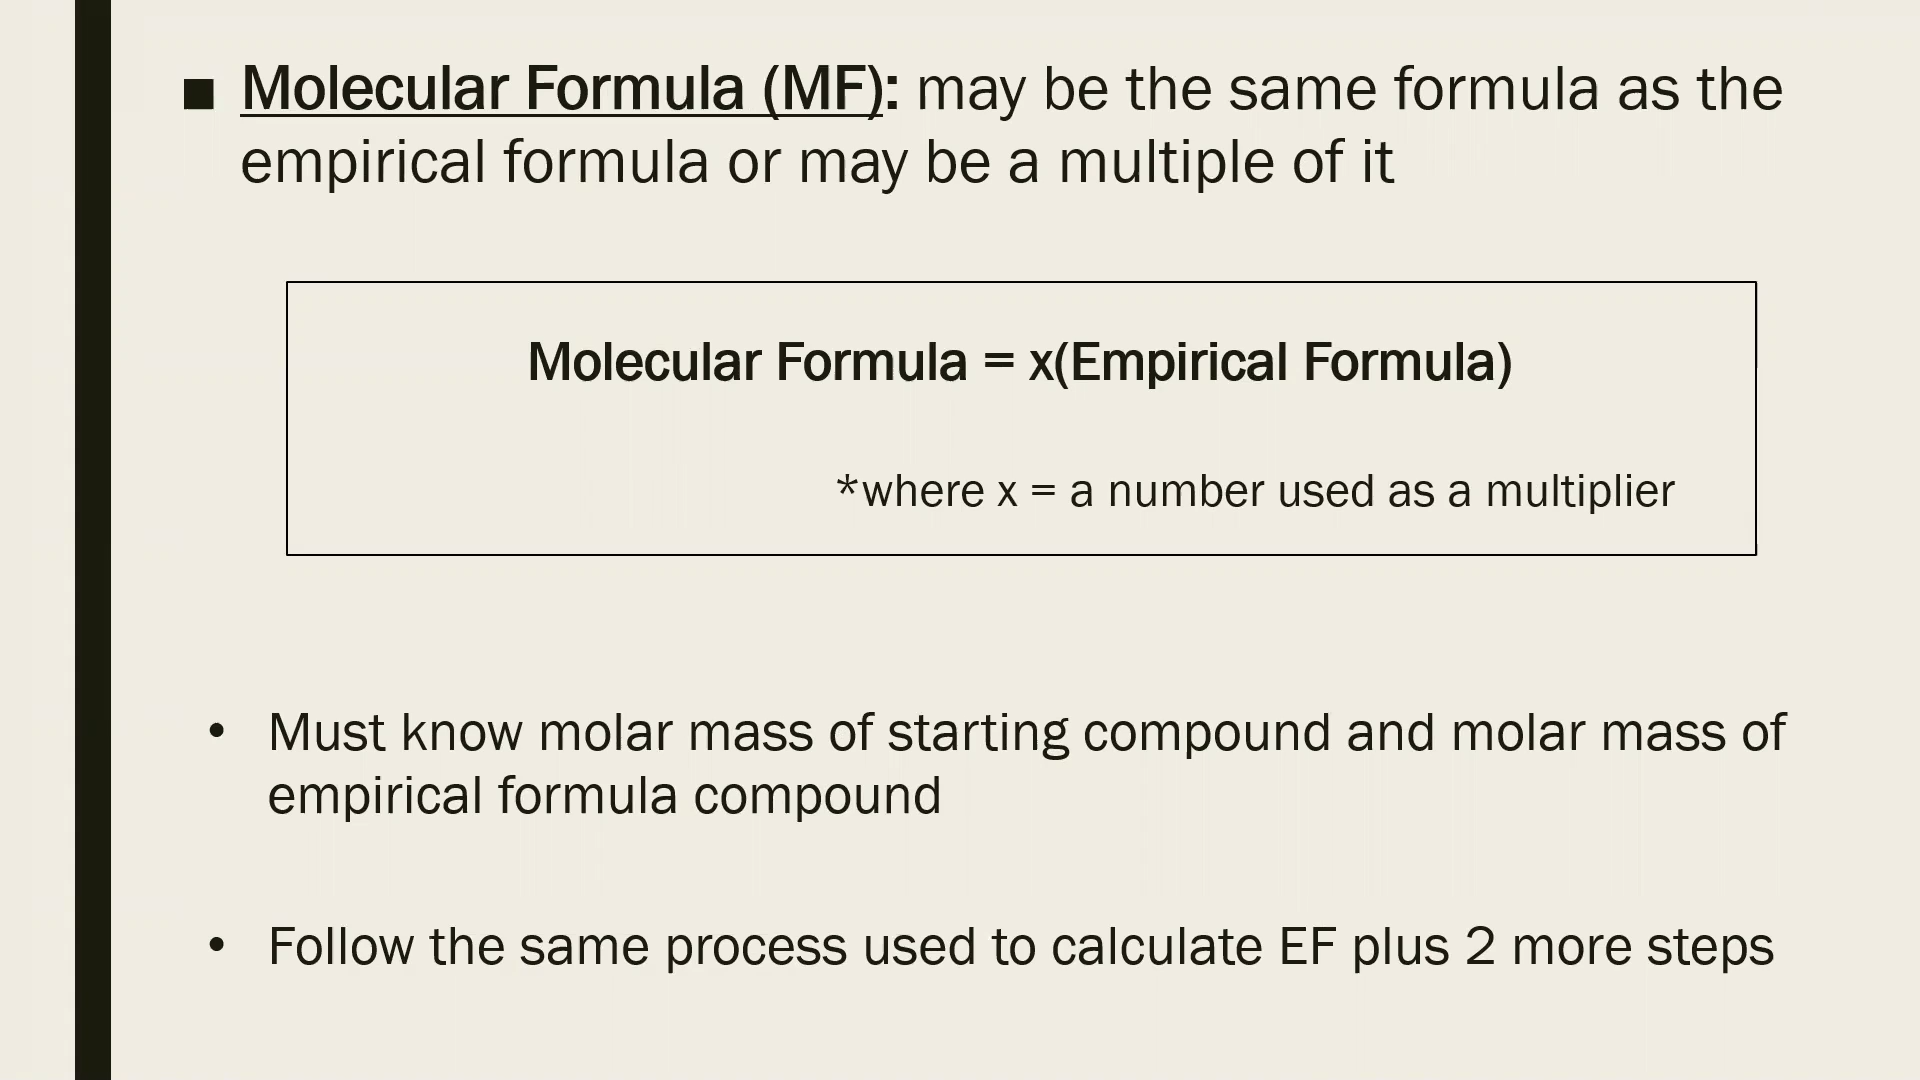 ■ Molecular Formula (MF): may be the same formula as the
empirical formula or may be a multiple of it
Molecular Formula = x(Empirical Formula)
*where x = a number used as a multiplier
• Must know molar mass of starting compound and molar mass of
empirical formula compound
• Follow the same process used to calculate EF plus 2 more steps